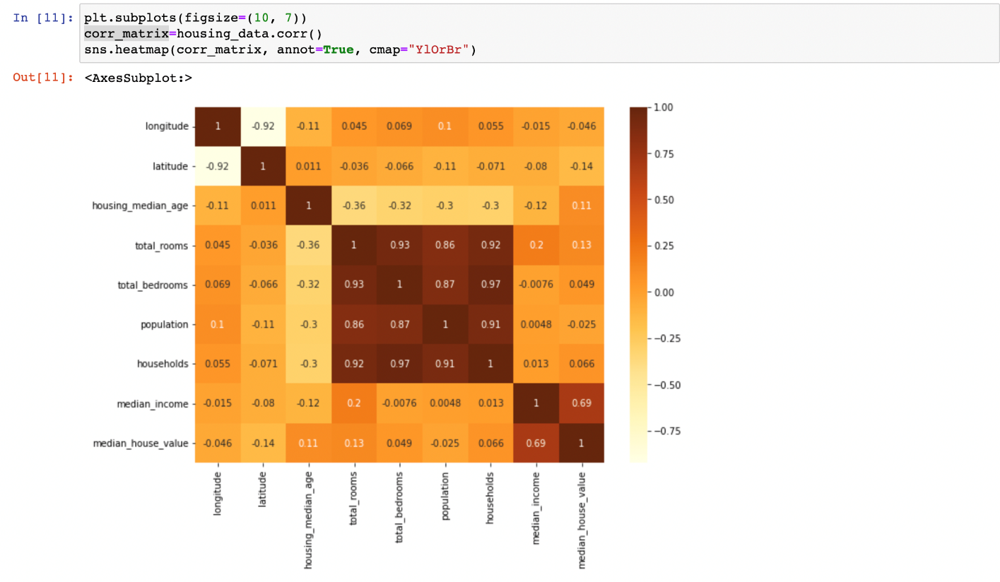 In [11]: plt.subplots(figsize=(10, 7))
corr_matrix=housing_data.corr()
sns.heatmap(corr_matrix, annot=True, cmap="YlOrBr")
Out[11]: <AxesSubplot:>
longitude 1 -0.92 -0.11 0.045 0.069 0.1 0.055 -0.015 -0.046
latitude -0.92 1 0.011 -0.036 -0.066 -0.11 -0.071 -0.08 -0.14
housing_median_age -0.11 0.011 1 -0.36 -0.32 -0.3 -0.3 -0.12 0.11
total_rooms 0.045 -0.036 -0.36 1 0.93 0.86 0.92 0.2 0.13
total_bedrooms 0.069 -0.066 -0.32 0.93 1 0.87 0.97 -0.0076 0.049
population 0.1 -0.11 -0.3 0.86 0.87 1 0.91 0.0048 -0.025
households 0.055 -0.071 -0.3 0.92 0.97 0.91 1 0.013 0.066
median_income -0.015 -0.08 -0.12 0.2 -0.0076 0.0048 0.013 1 0.69
median_house_value -0.046 -0.14 0.11 0.13 0.049 -0.025 0.066 0.69 1
longitude
latitude
housing_median_age
total_rooms
total_bedrooms
population
households
median_income
median_house_value
1.00
0.75
0.50
0.25
0.00
−0.25
−0.50
−0.75